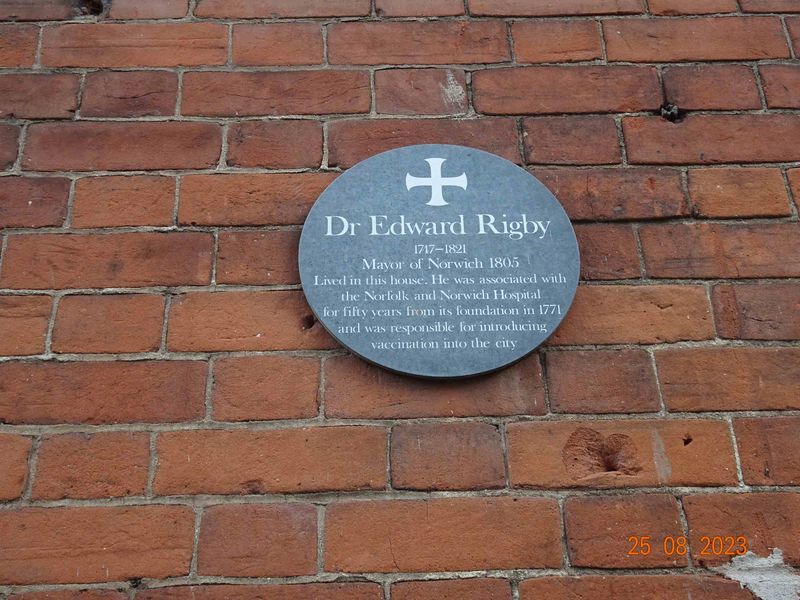 Dr Edward Rigby
1747–1821
Mayor of Norwich 1805
Lived in this house. He was associated with
the Norfolk and Norwich Hospital
for fifty years from its foundation in 1771
and was responsible for introducing
vaccination into the city
25 08 2023